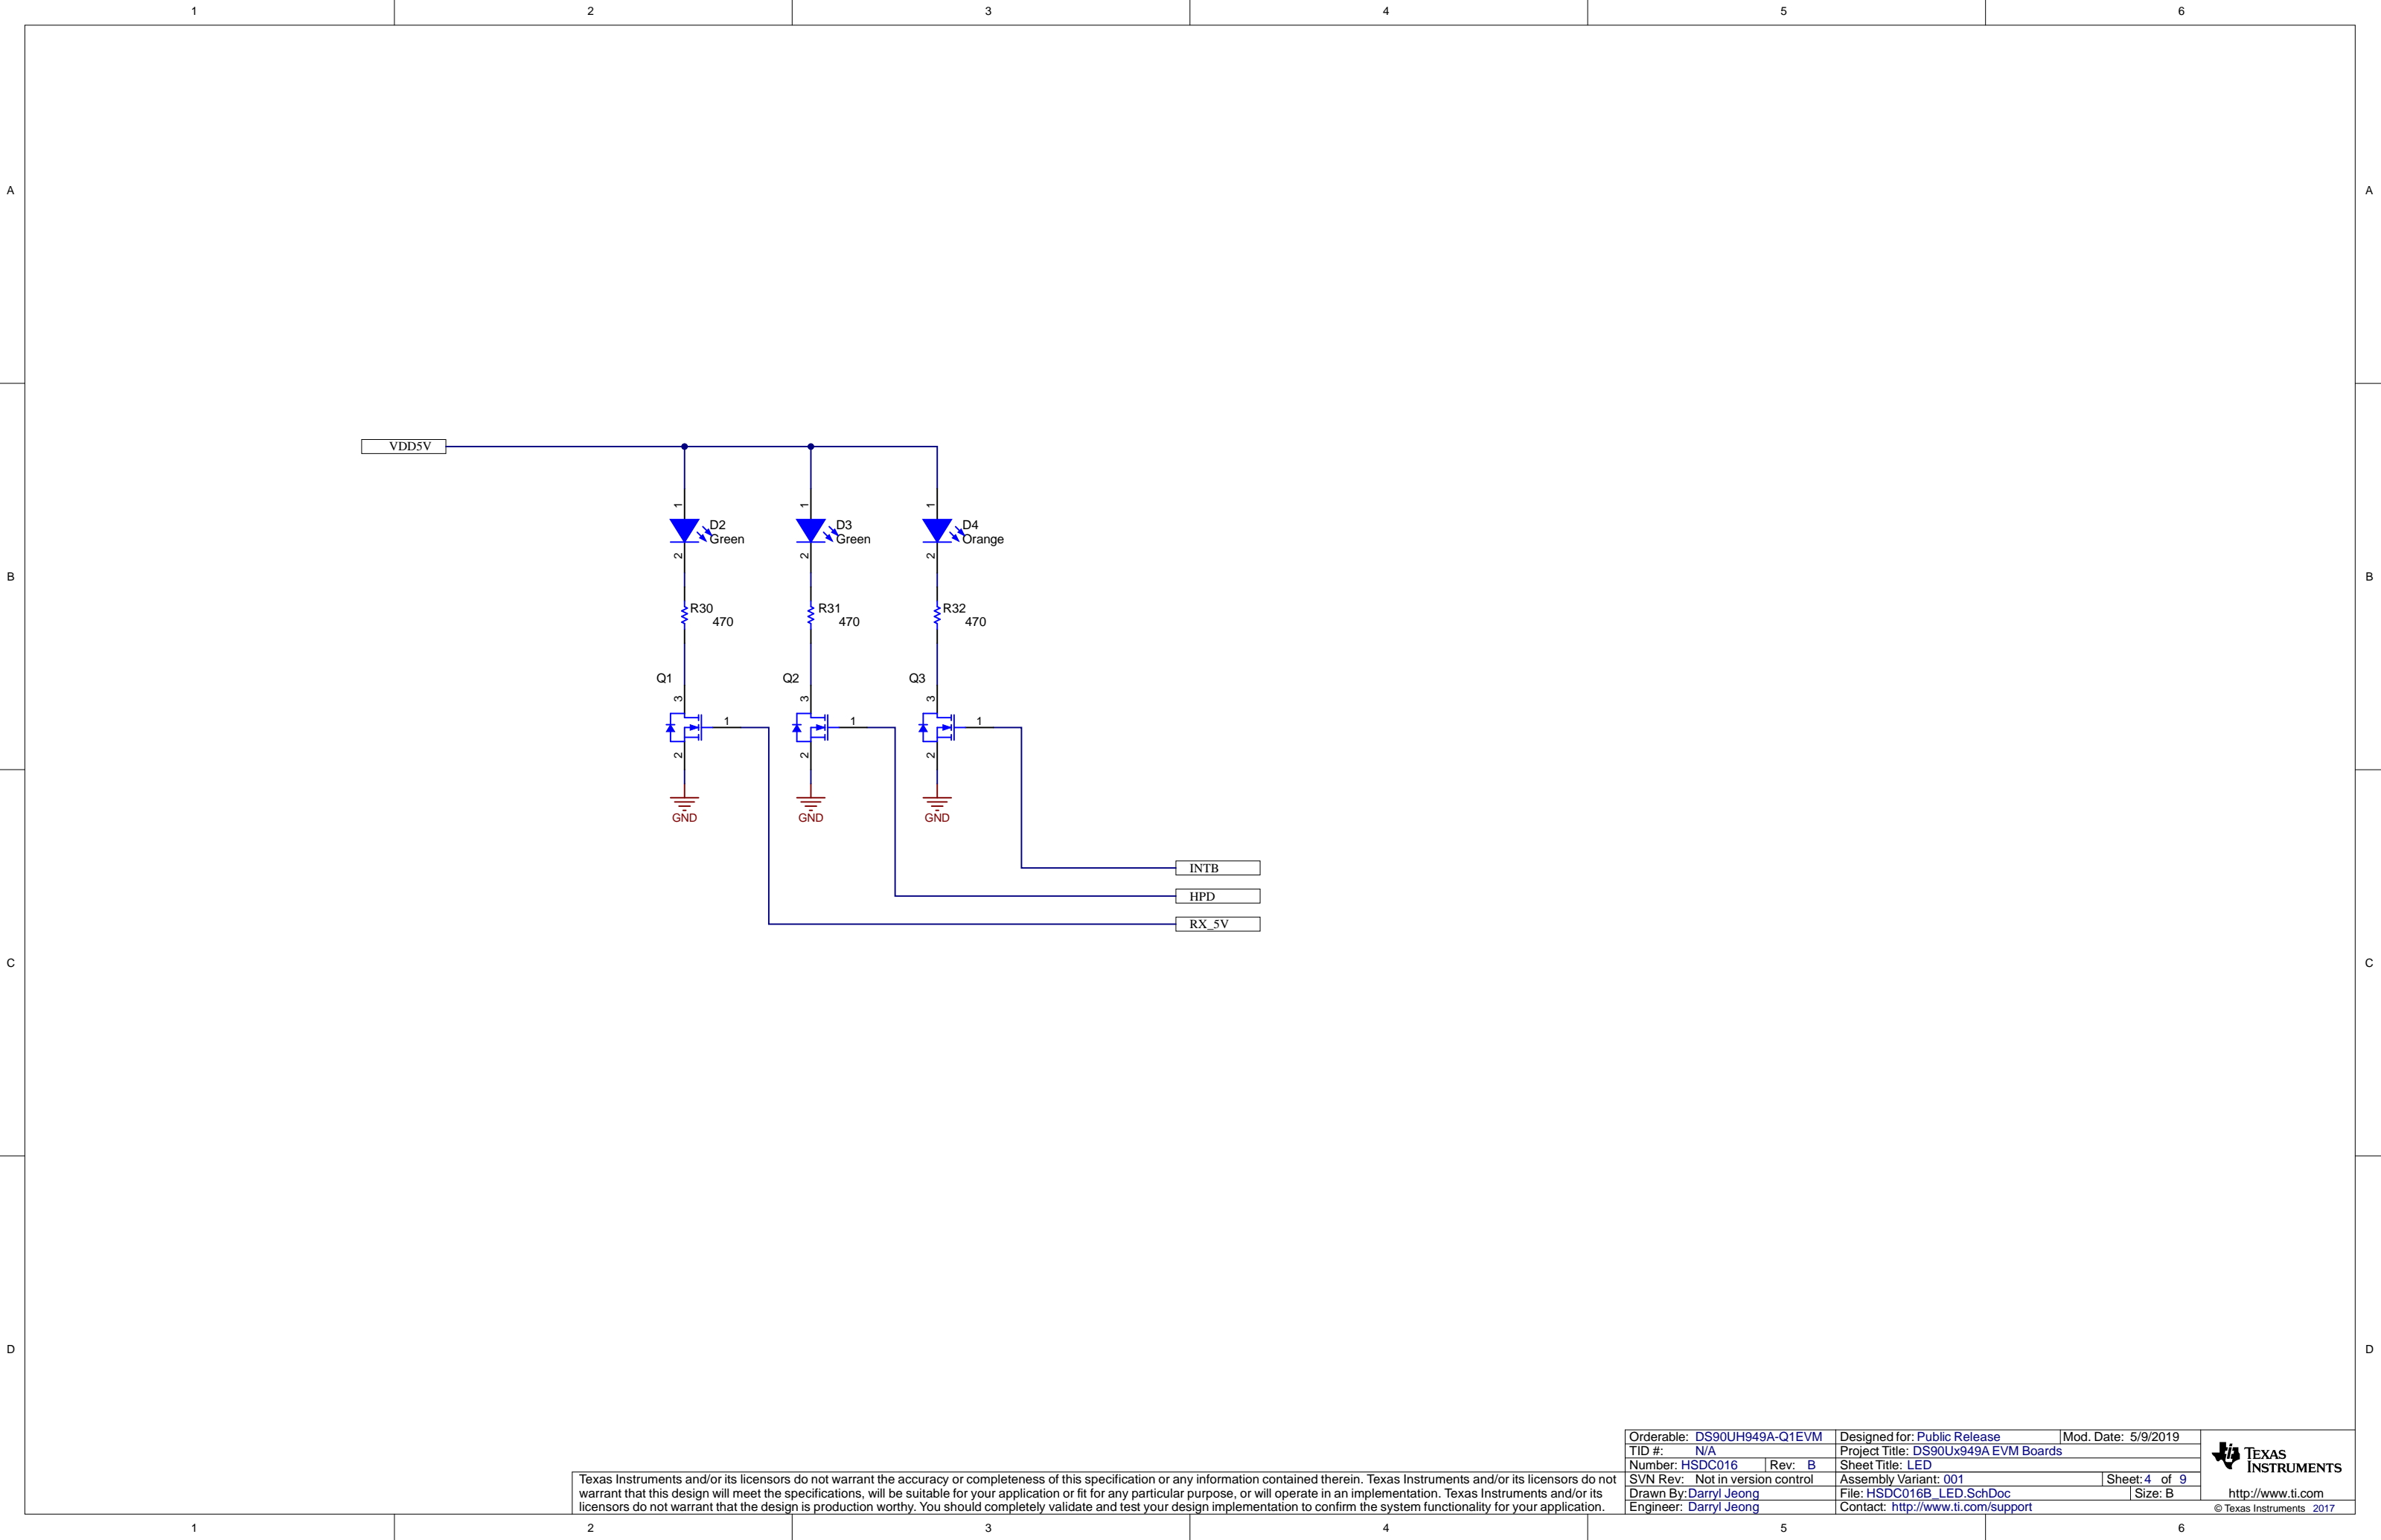 1 2 3 4 5 6
A A
VDD5V
1 1 1
D2 D3 D4
Green Green Orange
2 2 2
B B
R30 R31 R32
470 470 470
Q1 Q2 Q3
3 3 3
1 1 1
2 2 2
GND GND GND
INTB
HPD
RX_5V
C C
D D
Texas Instruments and/or its licensors do not warrant the accuracy or completeness of this specification or any information contained therein. Texas Instruments and/or its licensors do not
warrant that this design will meet the specifications, will be suitable for your application or fit for any particular purpose, or will operate in an implementation. Texas Instruments and/or its
licensors do not warrant that the design is production worthy. You should completely validate and test your design implementation to confirm the system functionality for your application.
Orderable: DS90UH949A-Q1EVM Designed for: Public Release Mod. Date: 5/9/2019
TID #: N/A Project Title: DS90Ux949A EVM Boards
Number: HSDC016 Rev: B Sheet Title: LED
SVN Rev: Not in version control Assembly Variant: 001 Sheet: 4 of 9
Drawn By: Darryl Jeong File: HSDC016B_LED.SchDoc Size: B
Engineer: Darryl Jeong Contact: http://www.ti.com/support
TEXAS
INSTRUMENTS
http://www.ti.com
© Texas Instruments 2017
1 2 3 4 5 6